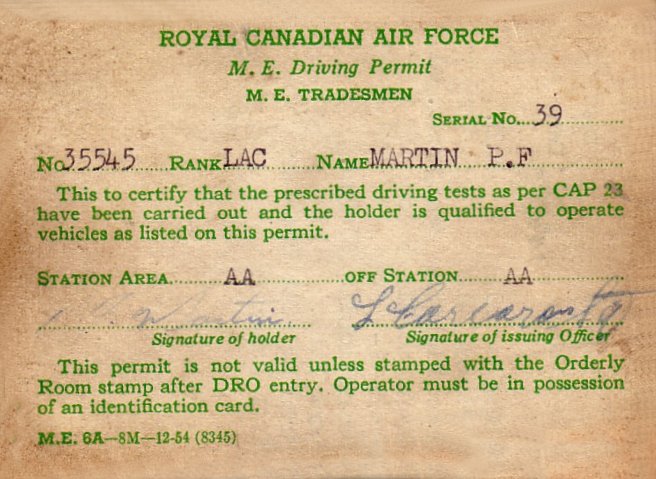 ROYAL CANADIAN AIR FORCE
M. E. Driving Permit
M. E. TRADESMEN
SERIAL NO. 39
No 35545 RANK LAC NAME MARTIN P.F
This to certify that the prescribed driving tests as per CAP 23
have been carried out and the holder is qualified to operate
vehicles as listed on this permit.
STATION AREA AA OFF STATION AA
Martin
Signature of holder Signature of issuing Officer
This permit is not valid unless stamped with the Orderly
Room stamp after DRO entry. Operator must be in possession
of an identification card.
M.E. 6A—8M—12-54 (8345)